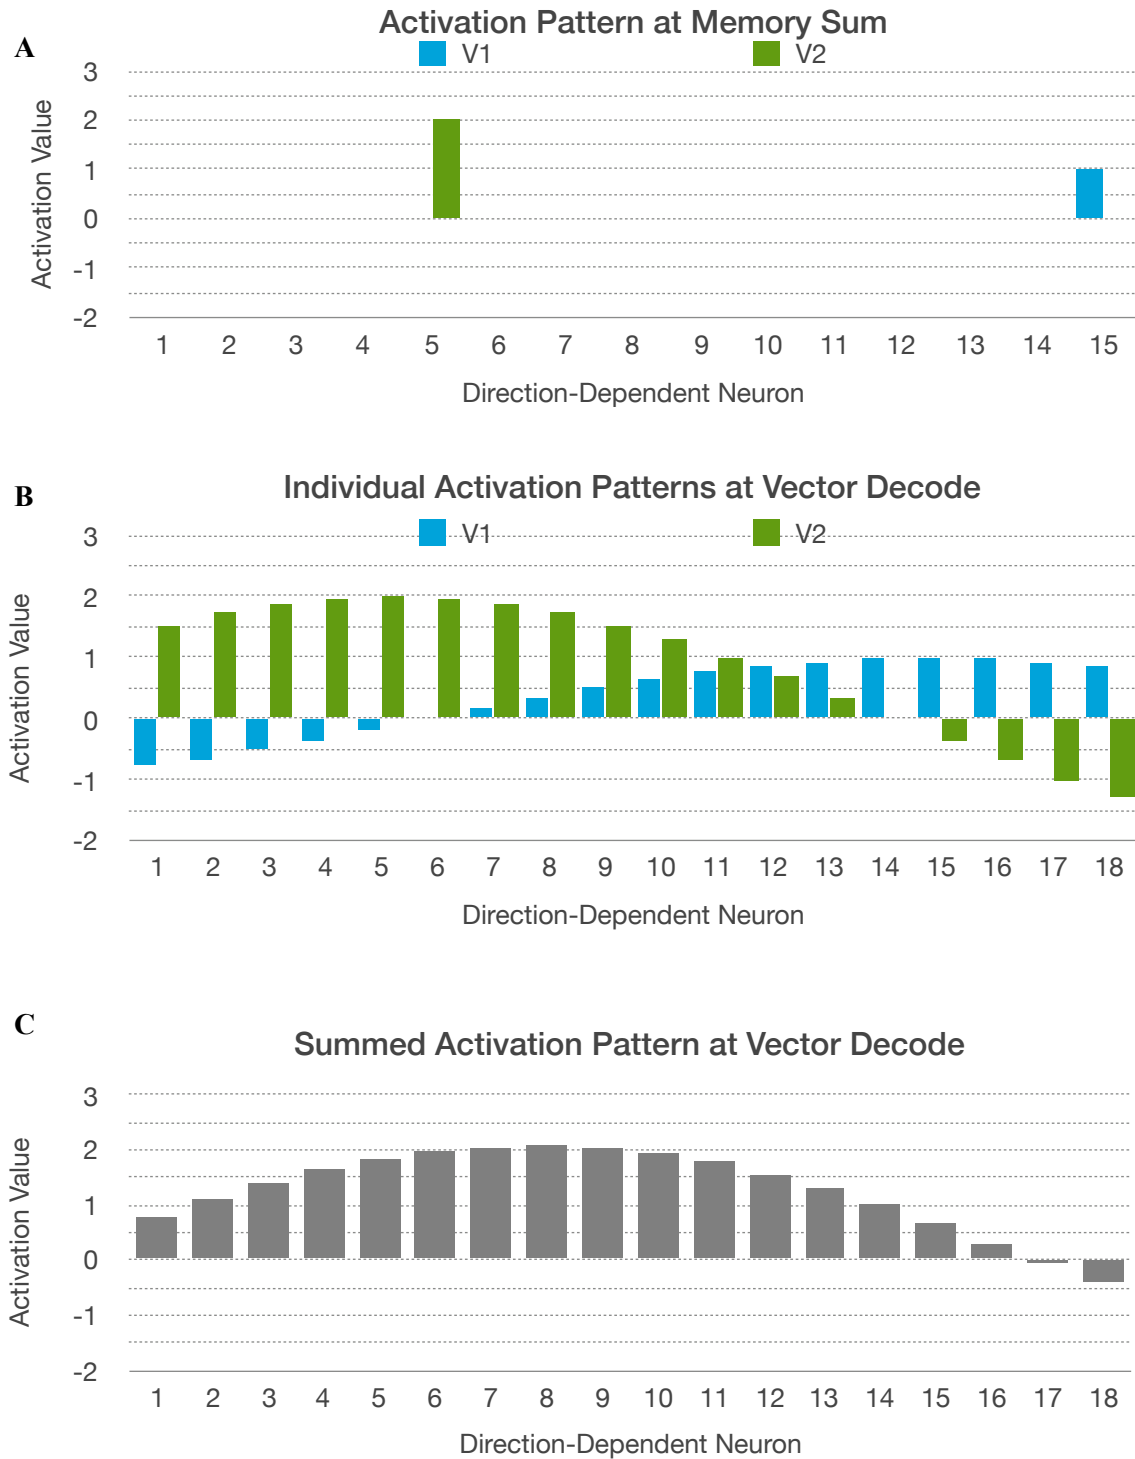 A
Activation Pattern at Memory Sum
V1 V2
Activation Value
3
2
1
0
-1
-2
1 2 3 4 5 6 7 8 9 10 11 12 13 14 15
Direction-Dependent Neuron
B
Individual Activation Patterns at Vector Decode
V1 V2
Activation Value
3
2
1
0
-1
-2
1 2 3 4 5 6 7 8 9 10 11 12 13 14 15 16 17 18
Direction-Dependent Neuron
C
Summed Activation Pattern at Vector Decode
Activation Value
3
2
1
0
-1
-2
1 2 3 4 5 6 7 8 9 10 11 12 13 14 15 16 17 18
Direction-Dependent Neuron